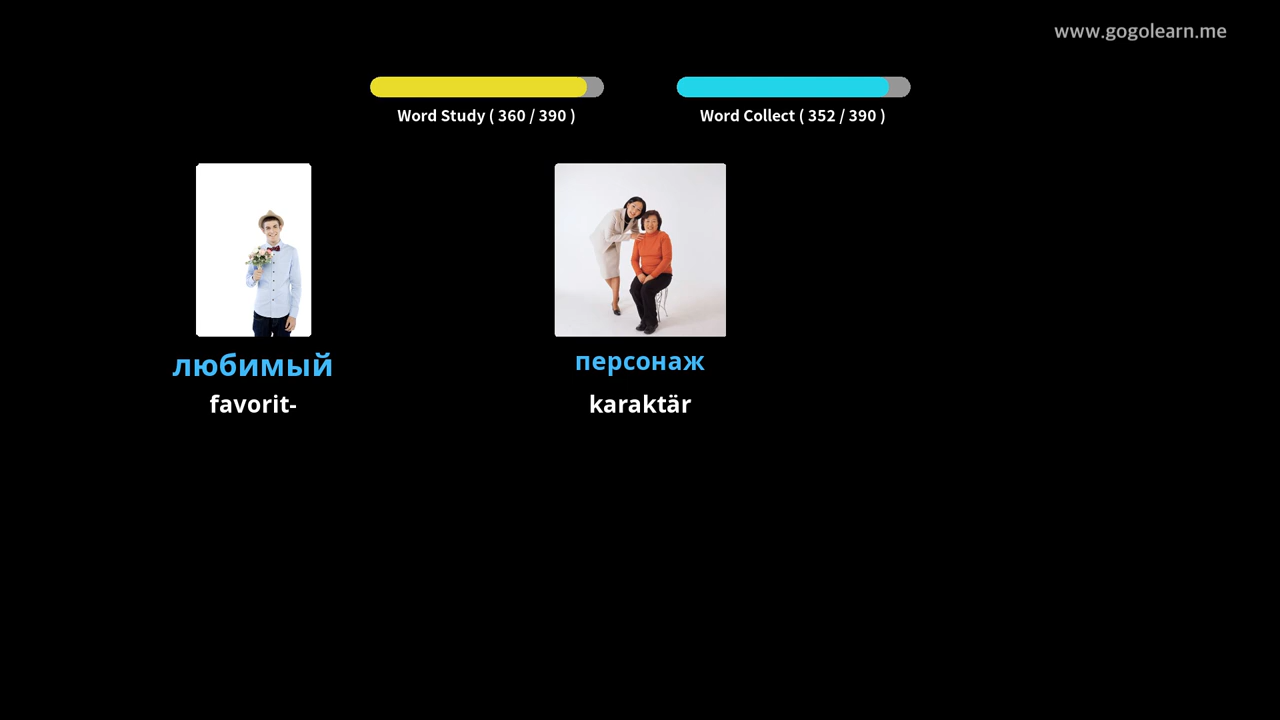 www.gogolearn.me
Word Study ( 360 / 390 )
Word Collect ( 352 / 390 )
любимый
персонаж
favorit-
karaktär